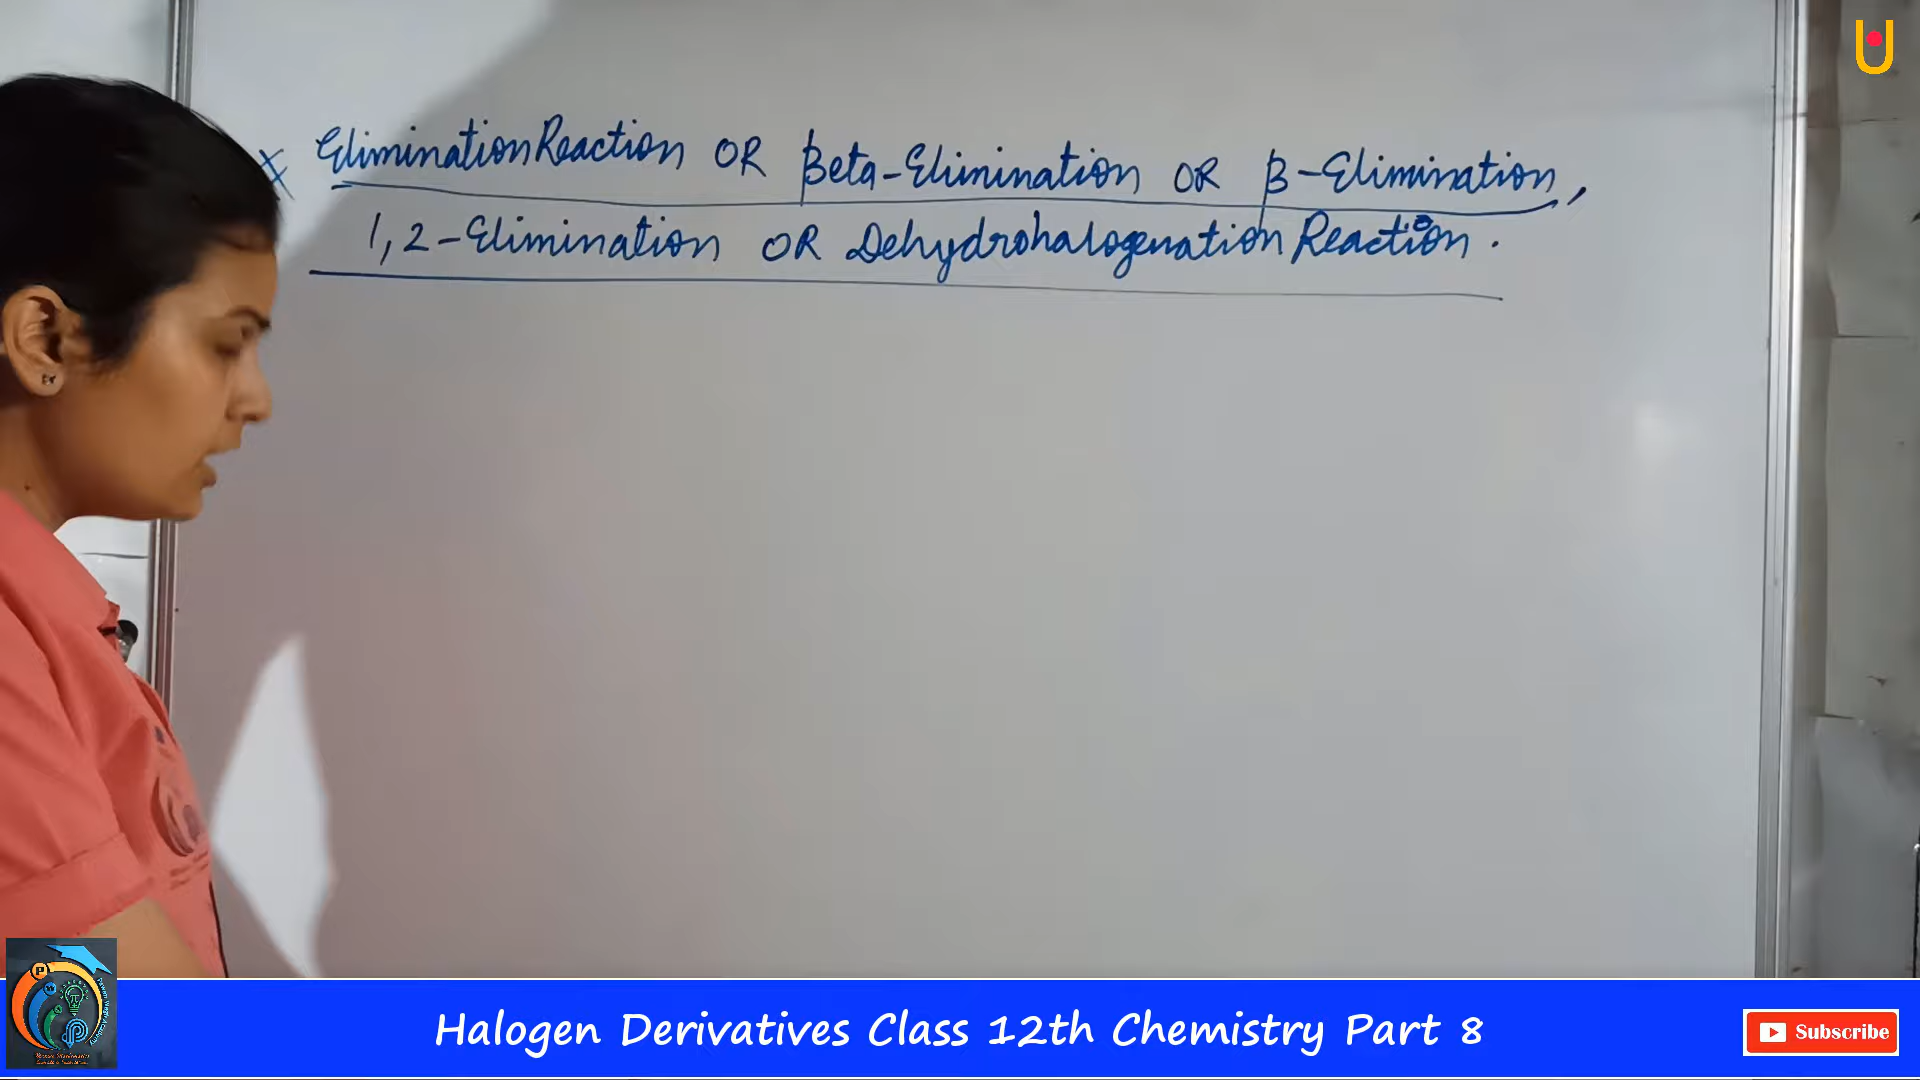 Elimination Reaction OR Beta-Elimination OR β-Elimination,
1,2-Elimination OR Dehydrohalogenation Reaction.
Halogen Derivatives Class 12th Chemistry Part 8
Subscribe